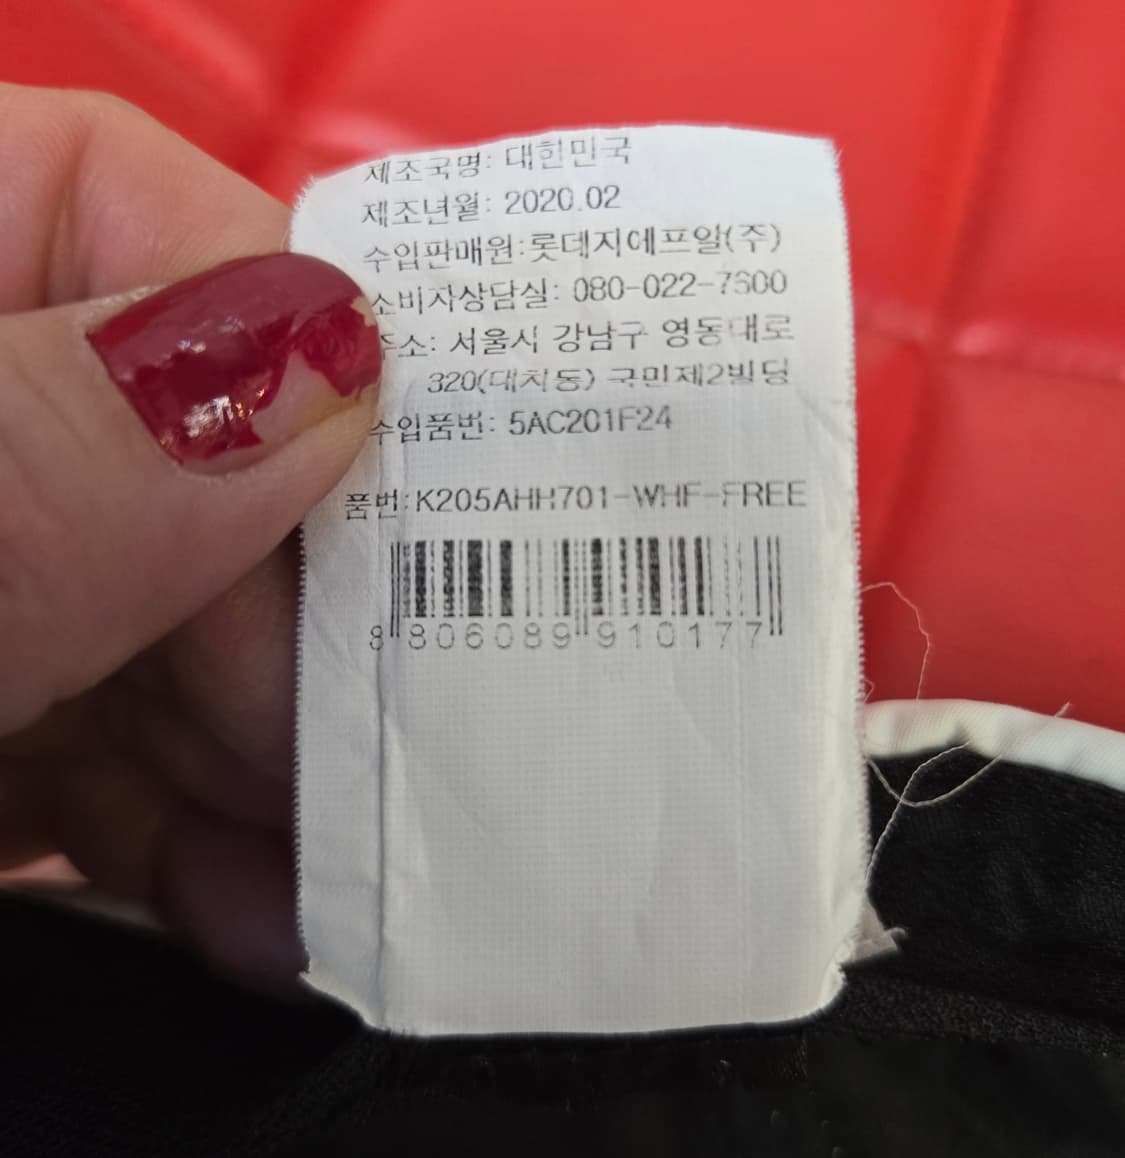 제조국명: 대한민국
제조년월: 2020.02
수입판매원:롯데지에프알(주)
소비자상담실: 080-022-7600
주소: 서울시 강남구 영동대로
320(대치동) 국민제2빌딩
수입품번: 5AC201F24
품번:K205AHH701-WHF-FREE
8 806089 910177